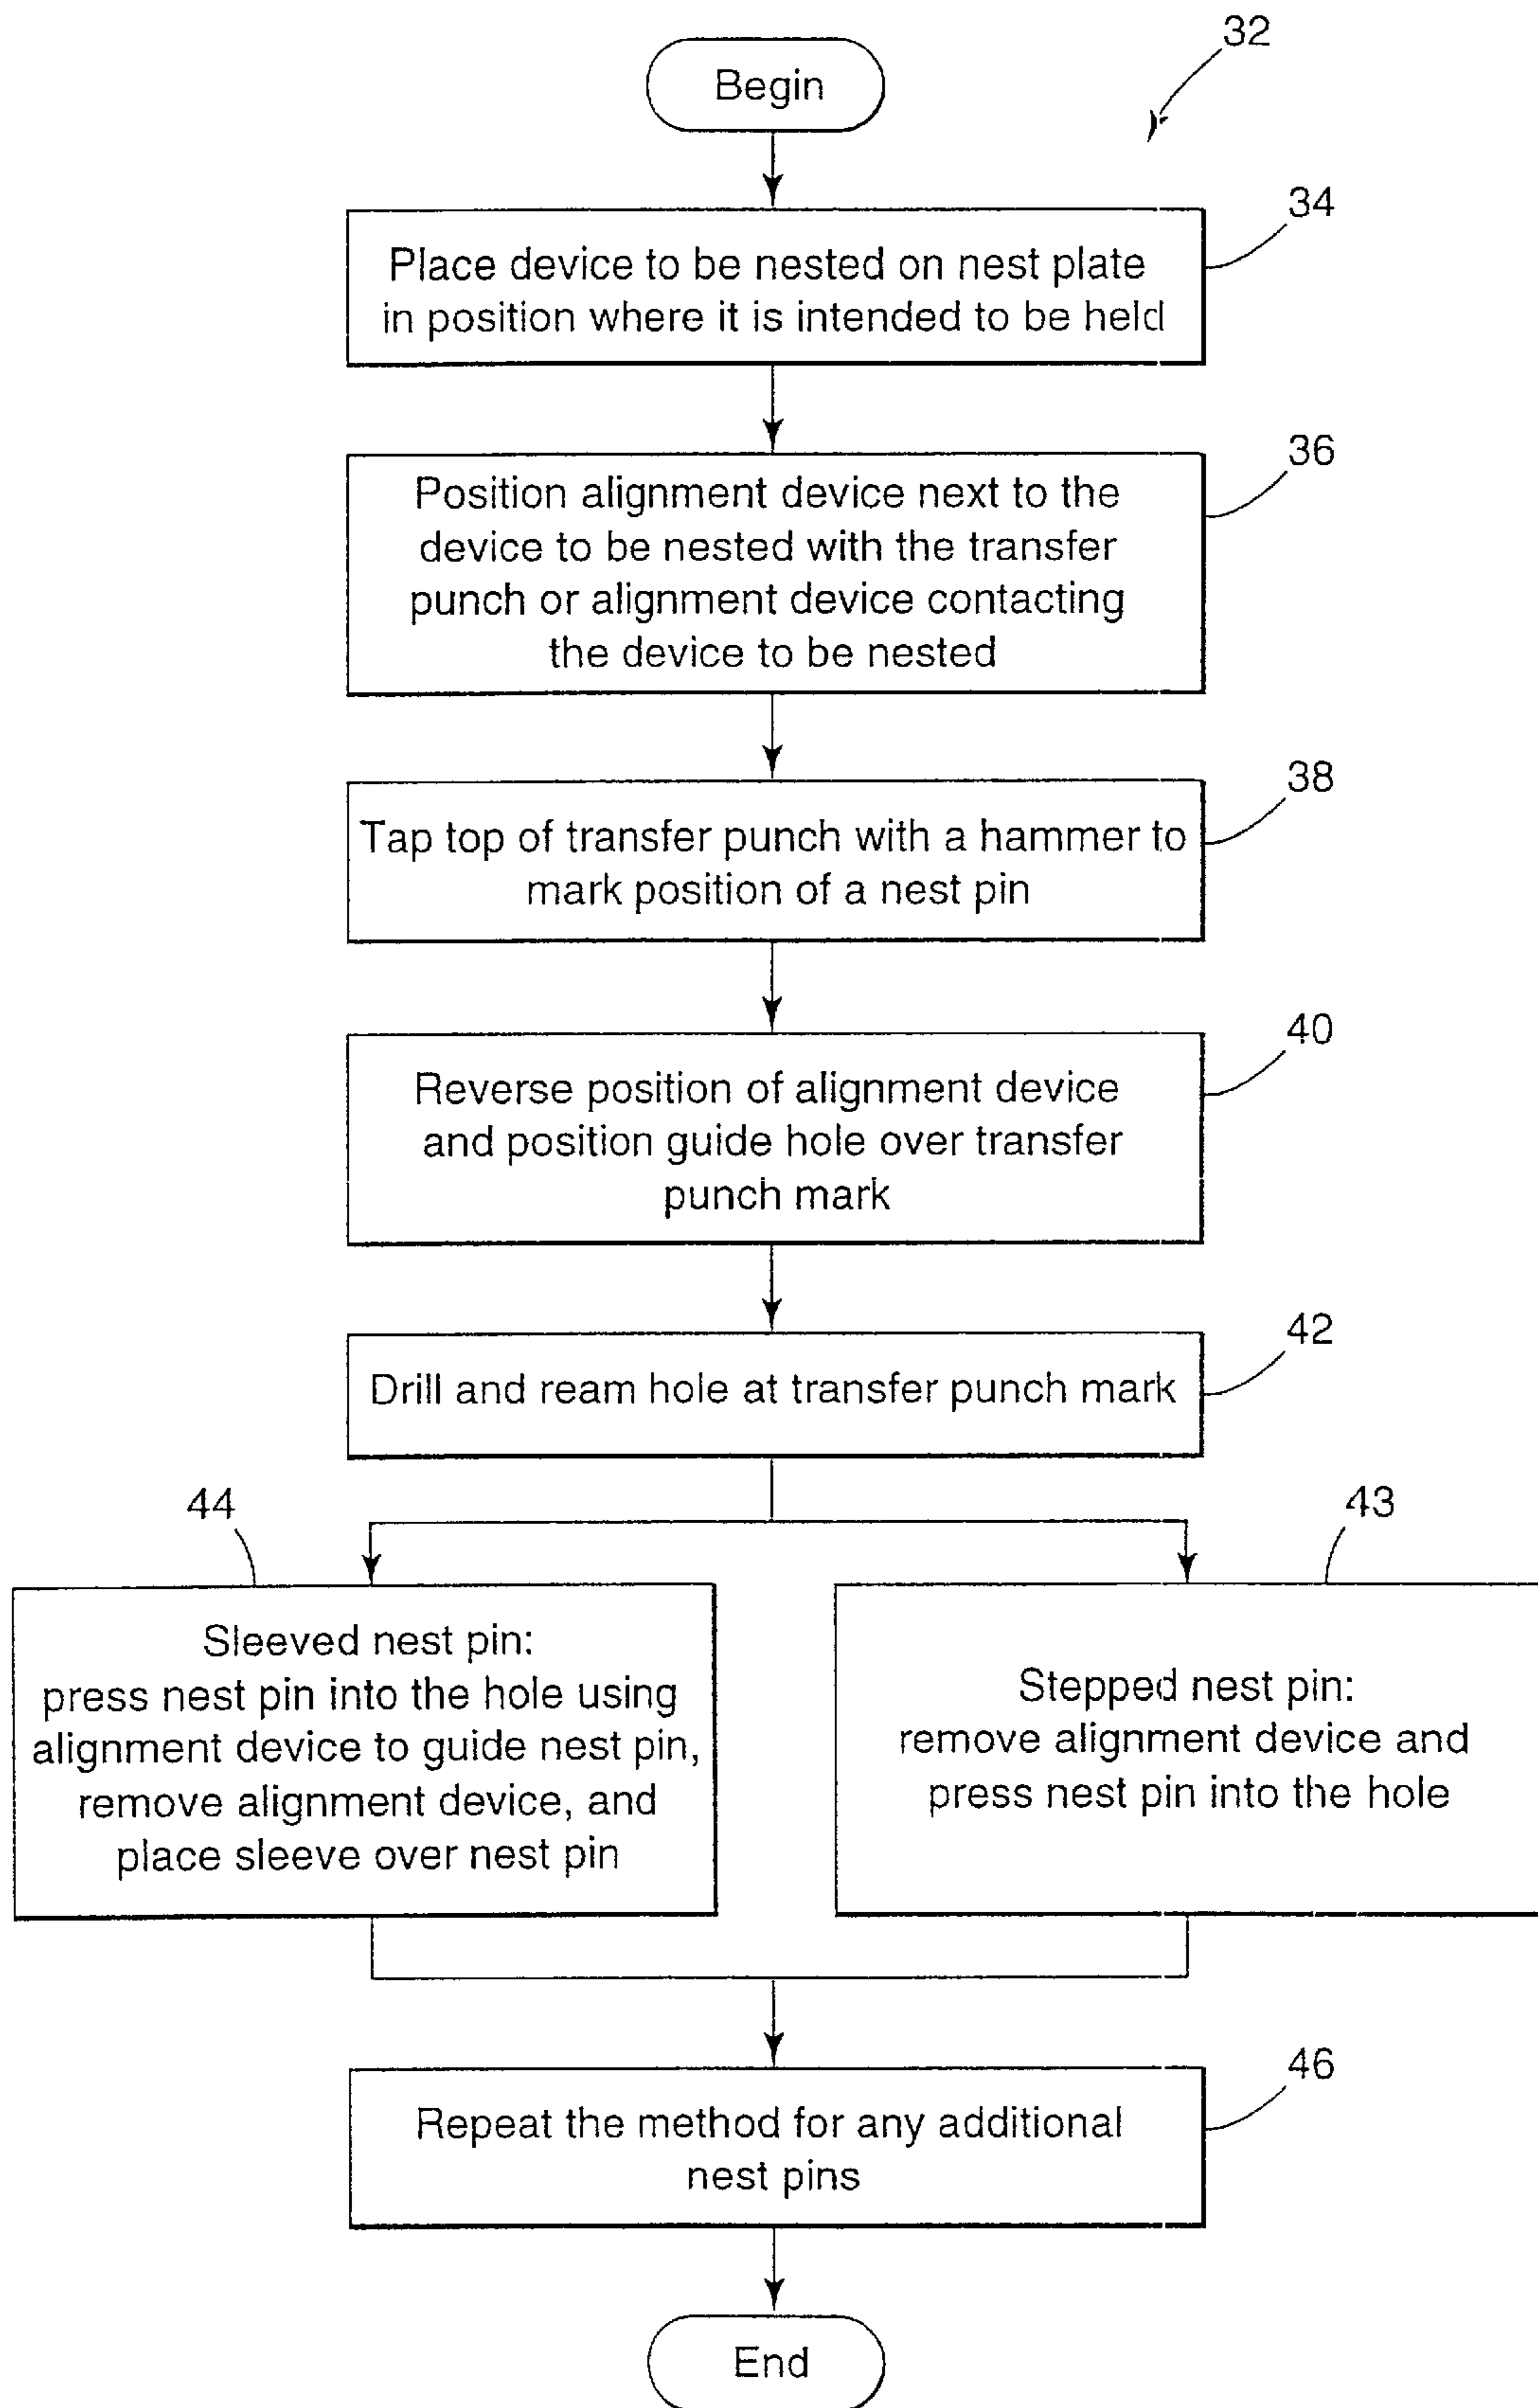 32
Begin
34
Place device to be nested on nest plate
in position where it is intended to be held
36
Position alignment device next to the
device to be nested with the transfer
punch or alignment device contacting
the device to be nested
38
Tap top of transfer punch with a hammer to
mark position of a nest pin
40
Reverse position of alignment device
and position guide hole over transfer
punch mark
42
Drill and ream hole at transfer punch mark
44
Sleeved nest pin:
press nest pin into the hole using
alignment device to guide nest pin,
remove alignment device, and
place sleeve over nest pin
43
Stepped nest pin:
remove alignment device and
press nest pin into the hole
46
Repeat the method for any additional
nest pins
End